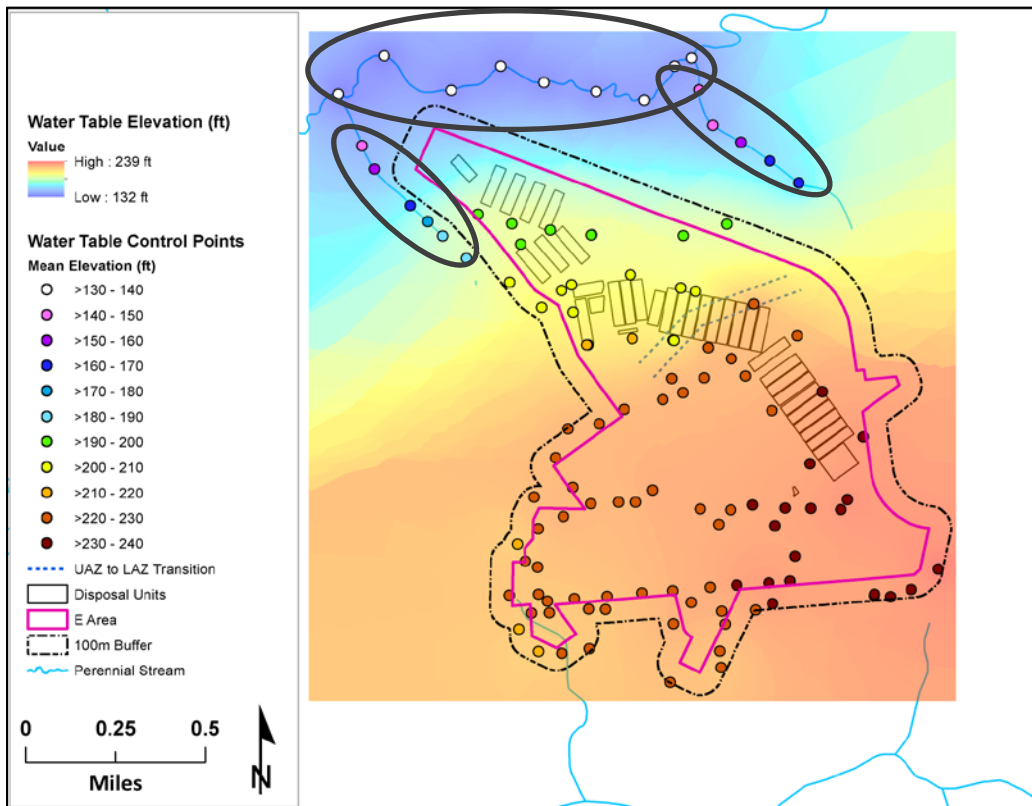 Water Table Elevation (ft)
Value
High : 239 ft
Low : 132 ft
Water Table Control Points
Mean Elevation (ft)
>130 - 140
>140 - 150
>150 - 160
>160 - 170
>170 - 180
>180 - 190
>190 - 200
>200 - 210
>210 - 220
>220 - 230
>230 - 240
UAZ to LAZ Transition
Disposal Units
E Area
100m Buffer
Perennial Stream
0 0.25 0.5
Miles
N